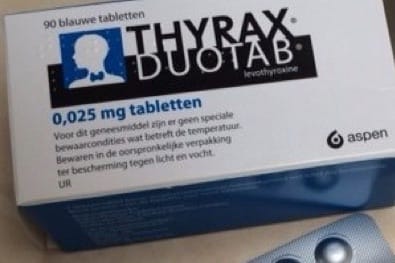 90 blauwe tabletten
THYRAX®
DUOTAB®
levothyroxine
0,025 mg tabletten
Voor dit geneesmiddel zijn er geen speciale
bewaarcondities wat betreft de temperatuur.
Bewaren in de oorspronkelijke verpakking
ter bescherming tegen licht en vocht.
UR
aspen